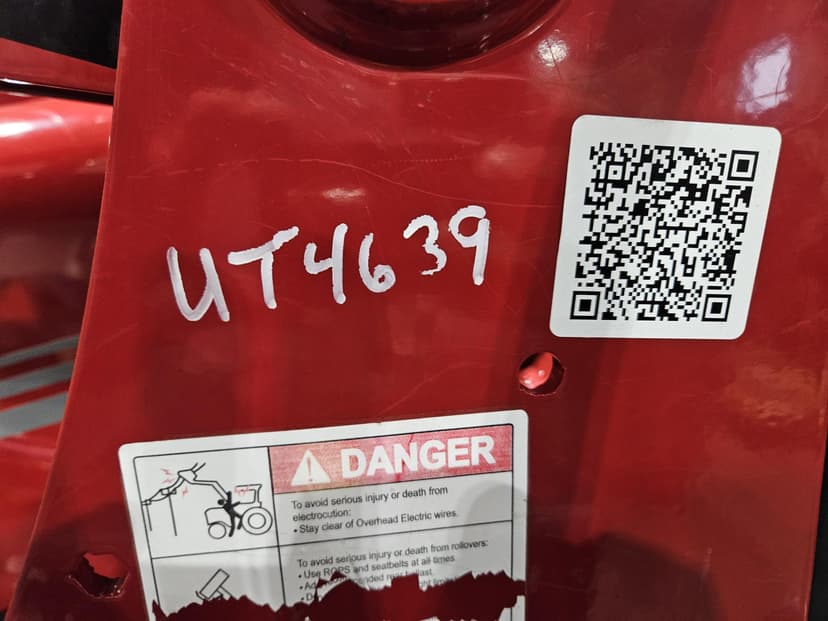 UT4639
DANGER
To avoid serious injury or death from
electrocution:
• Stay clear of Overhead Electric wires.
To avoid serious injury or death from rollovers:
• Use ROPS and seatbelts at all times.